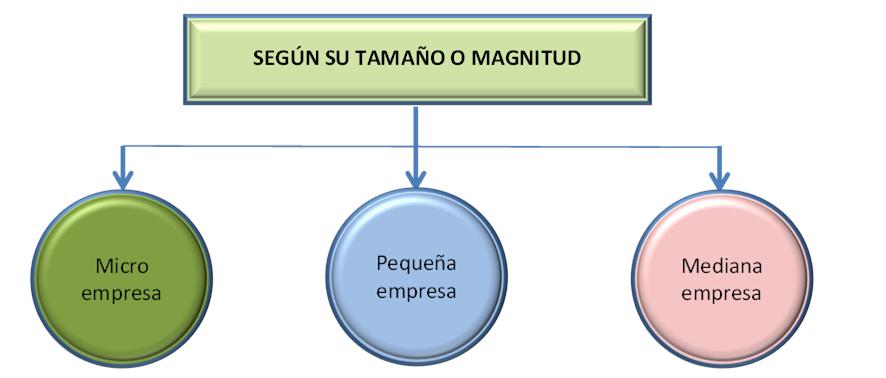 SEGÚN SU TAMAÑO O MAGNITUD
Micro
empresa
Pequeña
empresa
Mediana
empresa